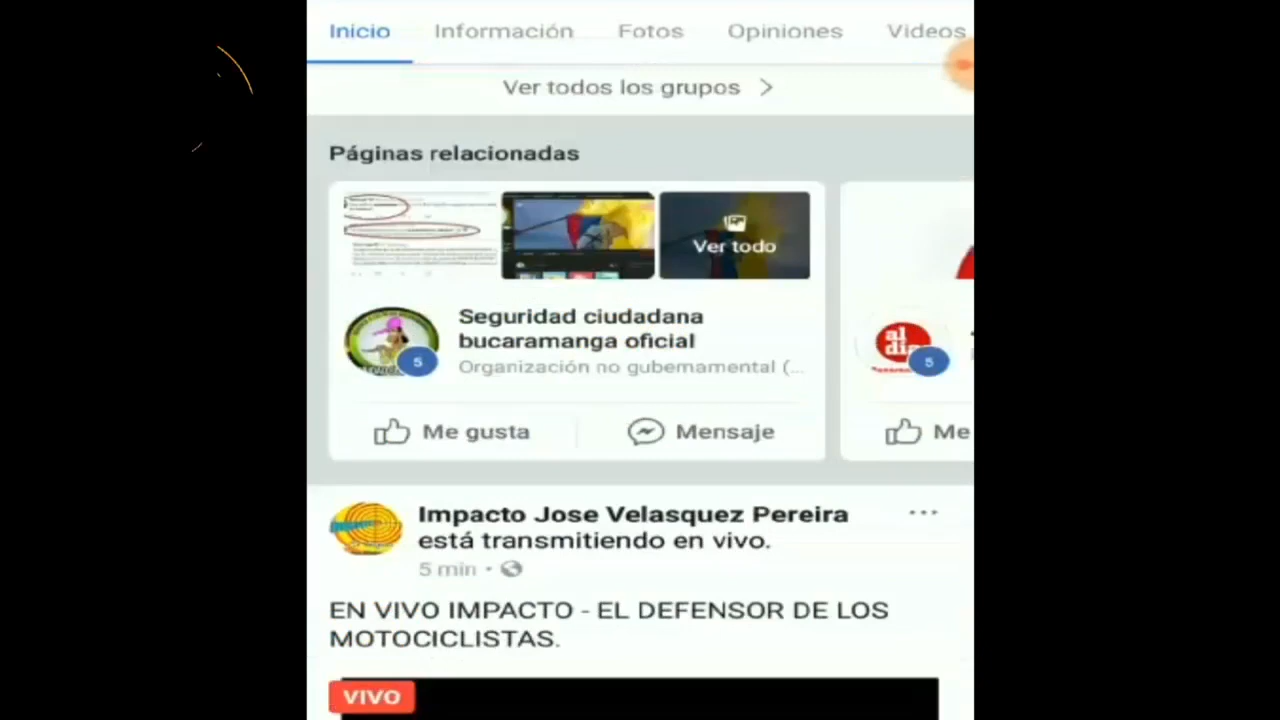 Inicio Información Fotos Opiniones Videos
Ver todos los grupos
Páginas relacionadas
Ver todo
Seguridad ciudadana
bucaramanga oficial
Organización no gubernamental (...
5
al
dia
5
Me gusta Mensaje Me
Impacto Jose Velasquez Pereira
está transmitiendo en vivo.
5 min
EN VIVO IMPACTO - EL DEFENSOR DE LOS
MOTOCICLISTAS.
VIVO